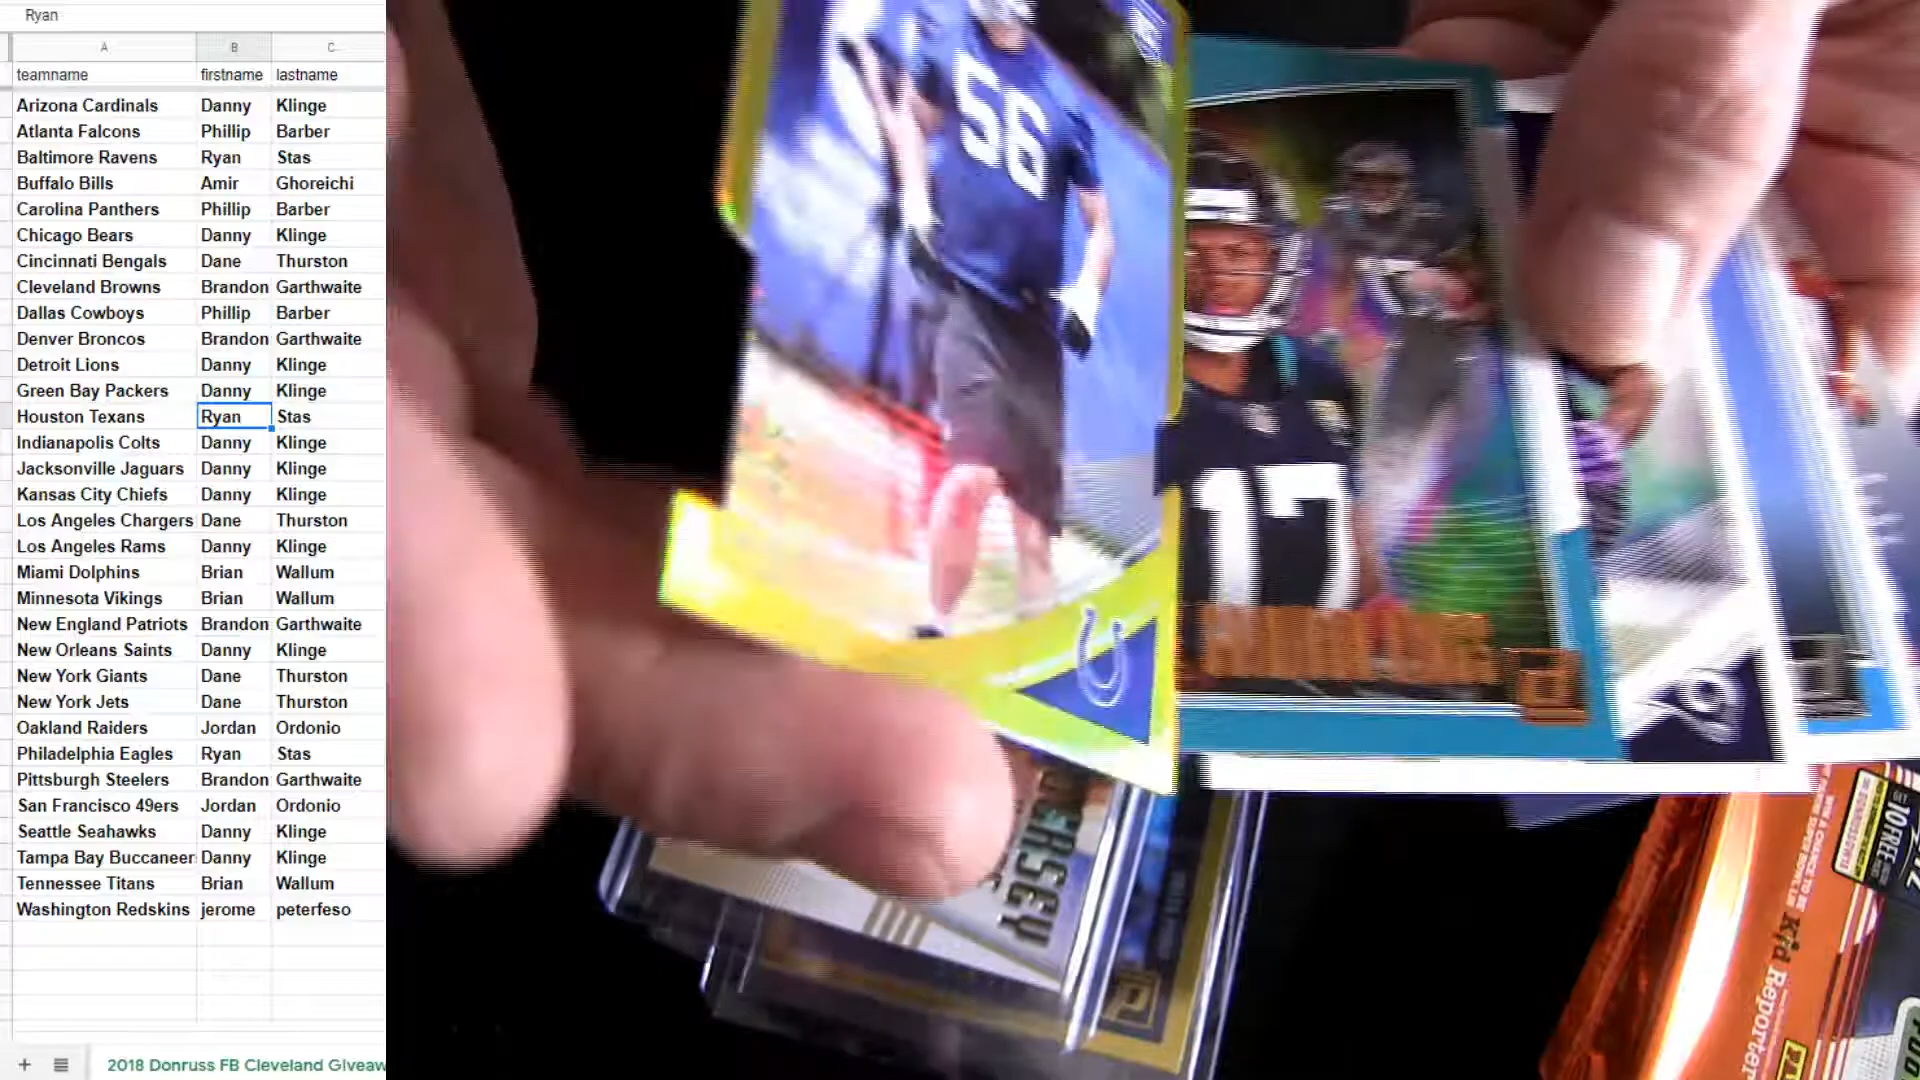 Ryan
A B C
teamname firstname lastname
Arizona Cardinals Danny Klinge
Atlanta Falcons Phillip Barber
Baltimore Ravens Ryan Stas
Buffalo Bills Amir Ghoreichi
Carolina Panthers Phillip Barber
Chicago Bears Danny Klinge
Cincinnati Bengals Dane Thurston
Cleveland Browns Brandon Garthwaite
Dallas Cowboys Phillip Barber
Denver Broncos Brandon Garthwaite
Detroit Lions Danny Klinge
Green Bay Packers Danny Klinge
Houston Texans Ryan Stas
Indianapolis Colts Danny Klinge
Jacksonville Jaguars Danny Klinge
Kansas City Chiefs Danny Klinge
Los Angeles Chargers Dane Thurston
Los Angeles Rams Danny Klinge
Miami Dolphins Brian Wallum
Minnesota Vikings Brian Wallum
New England Patriots Brandon Garthwaite
New Orleans Saints Danny Klinge
New York Giants Dane Thurston
New York Jets Dane Thurston
Oakland Raiders Jordan Ordonio
Philadelphia Eagles Ryan Stas
Pittsburgh Steelers Brandon Garthwaite
San Francisco 49ers Jordan Ordonio
Seattle Seahawks Danny Klinge
Tampa Bay Buccaneer Danny Klinge
Tennessee Titans Brian Wallum
Washington Redskins jerome peterfeso
2018 Donruss FB Cleveland Giveaw
56
17
JERSEY
GET
10 FREE
Kid Reporter